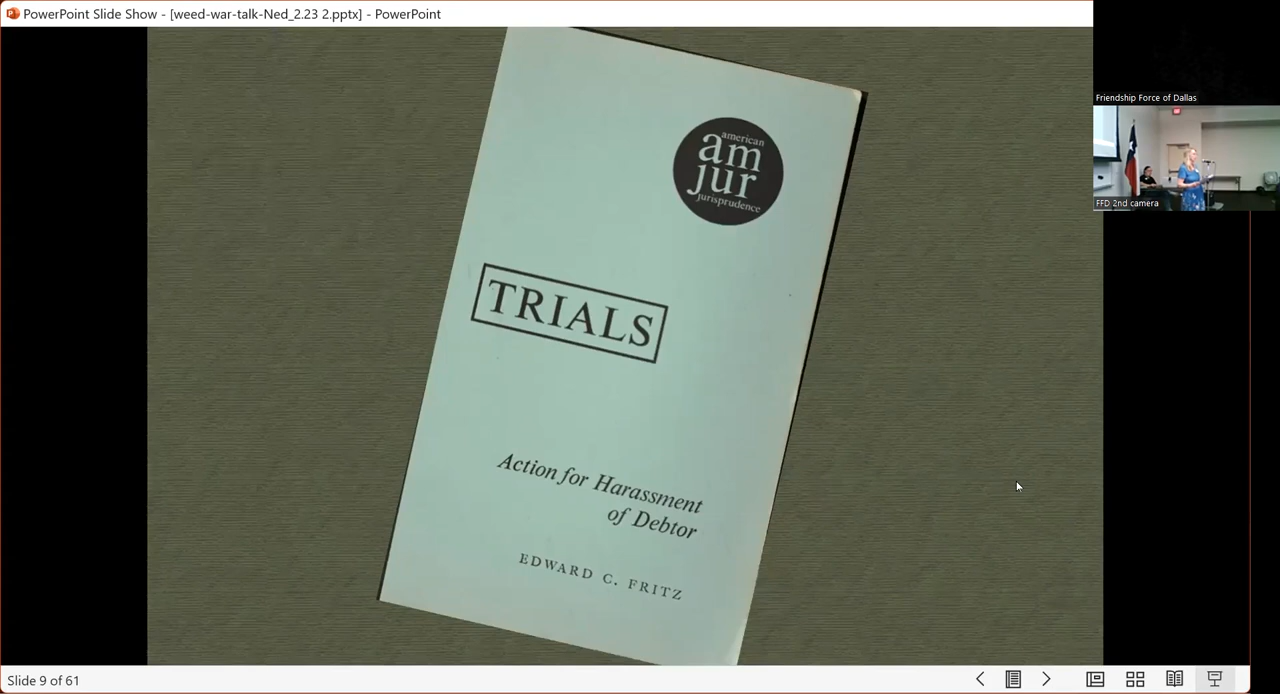 PowerPoint Slide Show - [weed-war-talk-Ned_2.23 2.pptx] - PowerPoint
Friendship Force of Dallas
FFD 2nd camera
american
am
jur
jurisprudence
TRIALS
Action for Harassment
of Debtor
EDWARD C. FRITZ
Slide 9 of 61